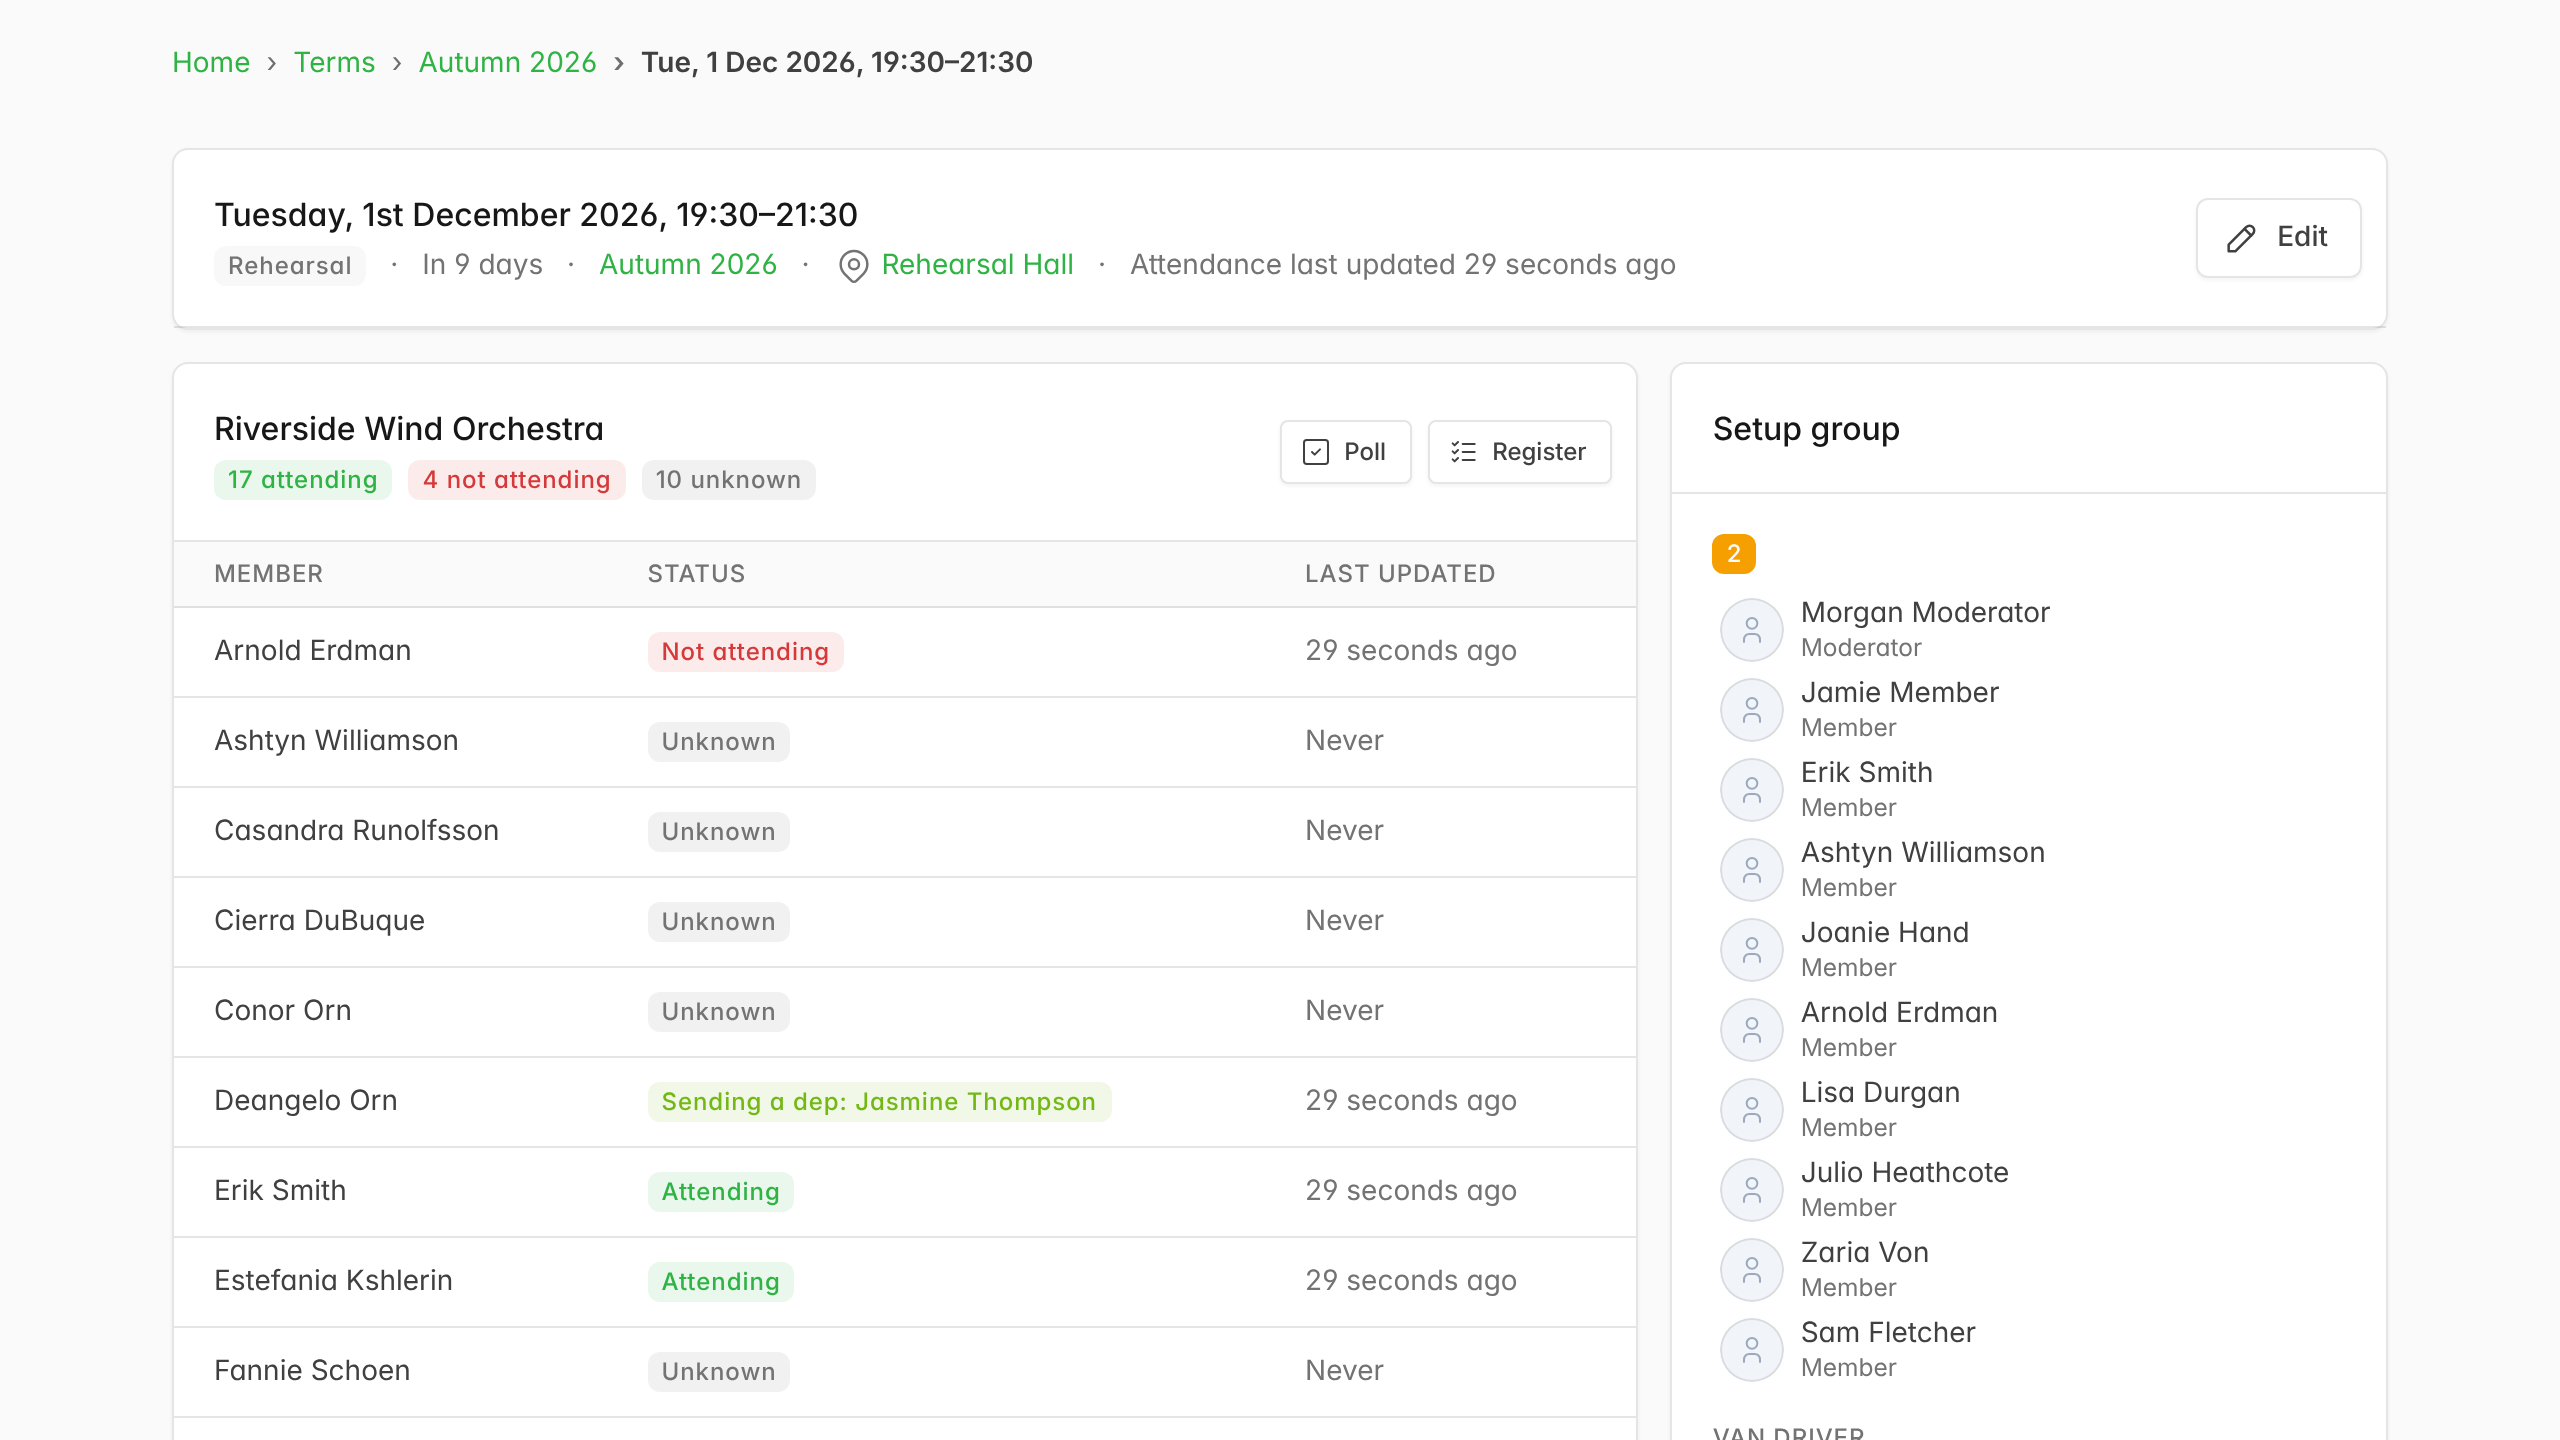 Home › Terms › Autumn 2026 › Tue, 1 Dec 2026, 19:30–21:30
Tuesday, 1st December 2026, 19:30–21:30
Rehearsal · In 9 days · Autumn 2026 · Rehearsal Hall · Attendance last updated 29 seconds ago
Edit
Riverside Wind Orchestra
17 attending 4 not attending 10 unknown
Poll Register
MEMBER STATUS LAST UPDATED
Arnold Erdman Not attending 29 seconds ago
Ashtyn Williamson Unknown Never
Casandra Runolfsson Unknown Never
Cierra DuBuque Unknown Never
Conor Orn Unknown Never
Deangelo Orn Sending a dep: Jasmine Thompson 29 seconds ago
Erik Smith Attending 29 seconds ago
Estefania Kshlerin Attending 29 seconds ago
Fannie Schoen Unknown Never
Setup group
2
Morgan Moderator
Moderator
Jamie Member
Member
Erik Smith
Member
Ashtyn Williamson
Member
Joanie Hand
Member
Arnold Erdman
Member
Lisa Durgan
Member
Julio Heathcote
Member
Zaria Von
Member
Sam Fletcher
Member
VAN DRIVER